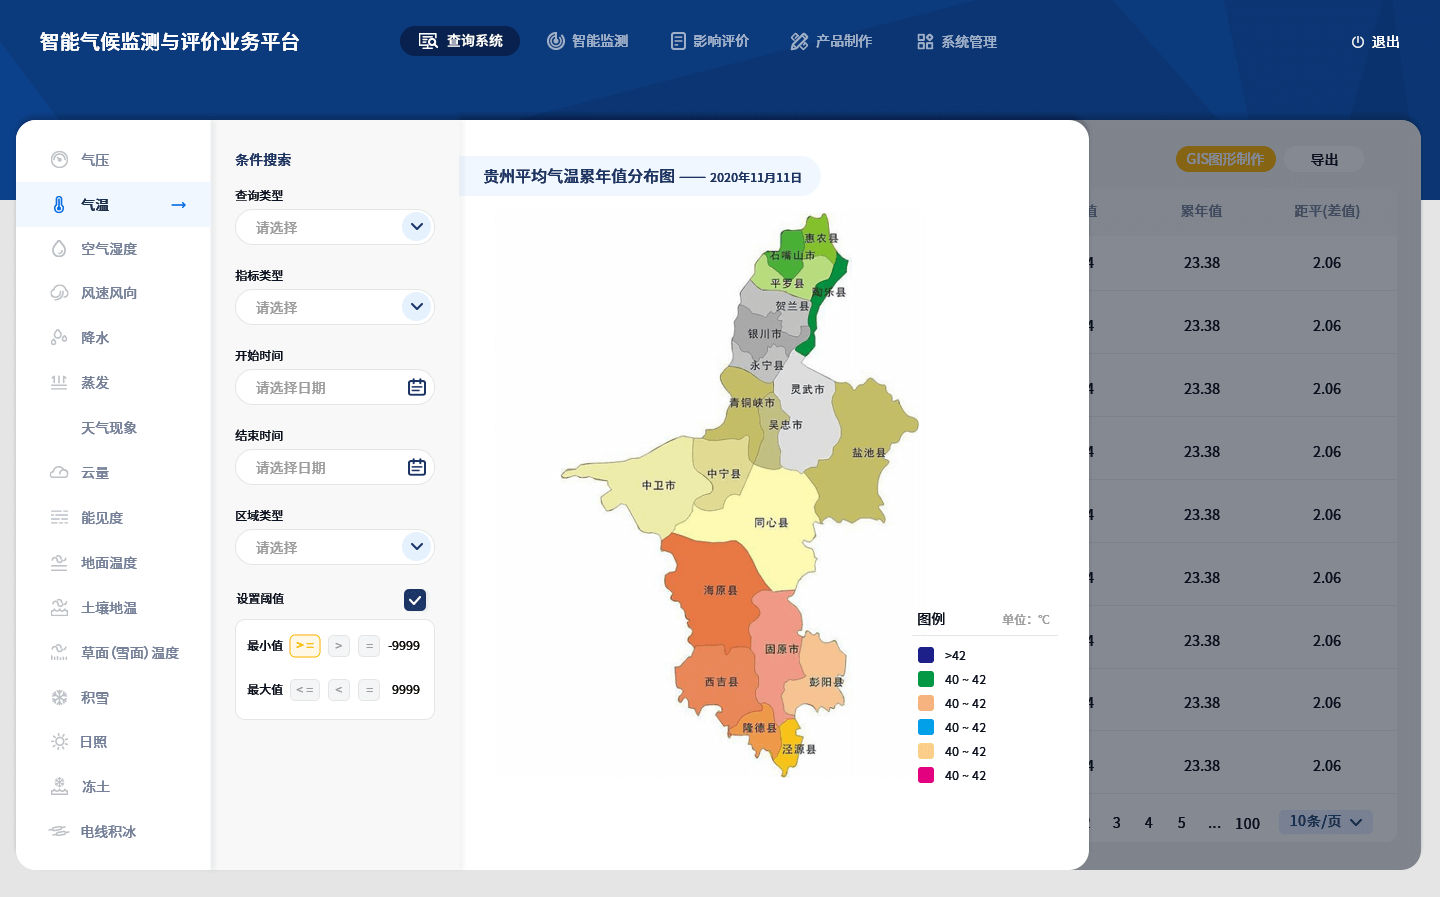 智能气候监测与评价业务平台
查询系统
智能监测
影响评价
产品制作
系统管理
退出
气压
气温
空气湿度
风速风向
降水
蒸发
天气现象
云量
能见度
地面温度
土壤地温
草面(雪面)温度
积雪
日照
冻土
电线积冰
条件搜索
查询类型
请选择
指标类型
请选择
开始时间
请选择日期
结束时间
请选择日期
区域类型
请选择
设置阈值
最小值 >= > = -9999
最大值 <= < = 9999
贵州平均气温累年值分布图 —— 2020年11月11日
惠农县
石嘴山市
平罗县
陶乐县
贺兰县
银川市
永宁县
灵武市
青铜峡市
吴忠市
盐池县
中宁县
中卫市
同心县
海原县
固原市
西吉县
彭阳县
隆德县
泾源县
图例 单位：℃
>42
40 ~ 42
40 ~ 42
40 ~ 42
40 ~ 42
40 ~ 42
GIS图形制作
导出
值 累年值 距平(差值)
4 23.38 2.06
4 23.38 2.06
4 23.38 2.06
4 23.38 2.06
4 23.38 2.06
4 23.38 2.06
4 23.38 2.06
4 23.38 2.06
4 23.38 2.06
2 3 4 5 ... 100 10条/页